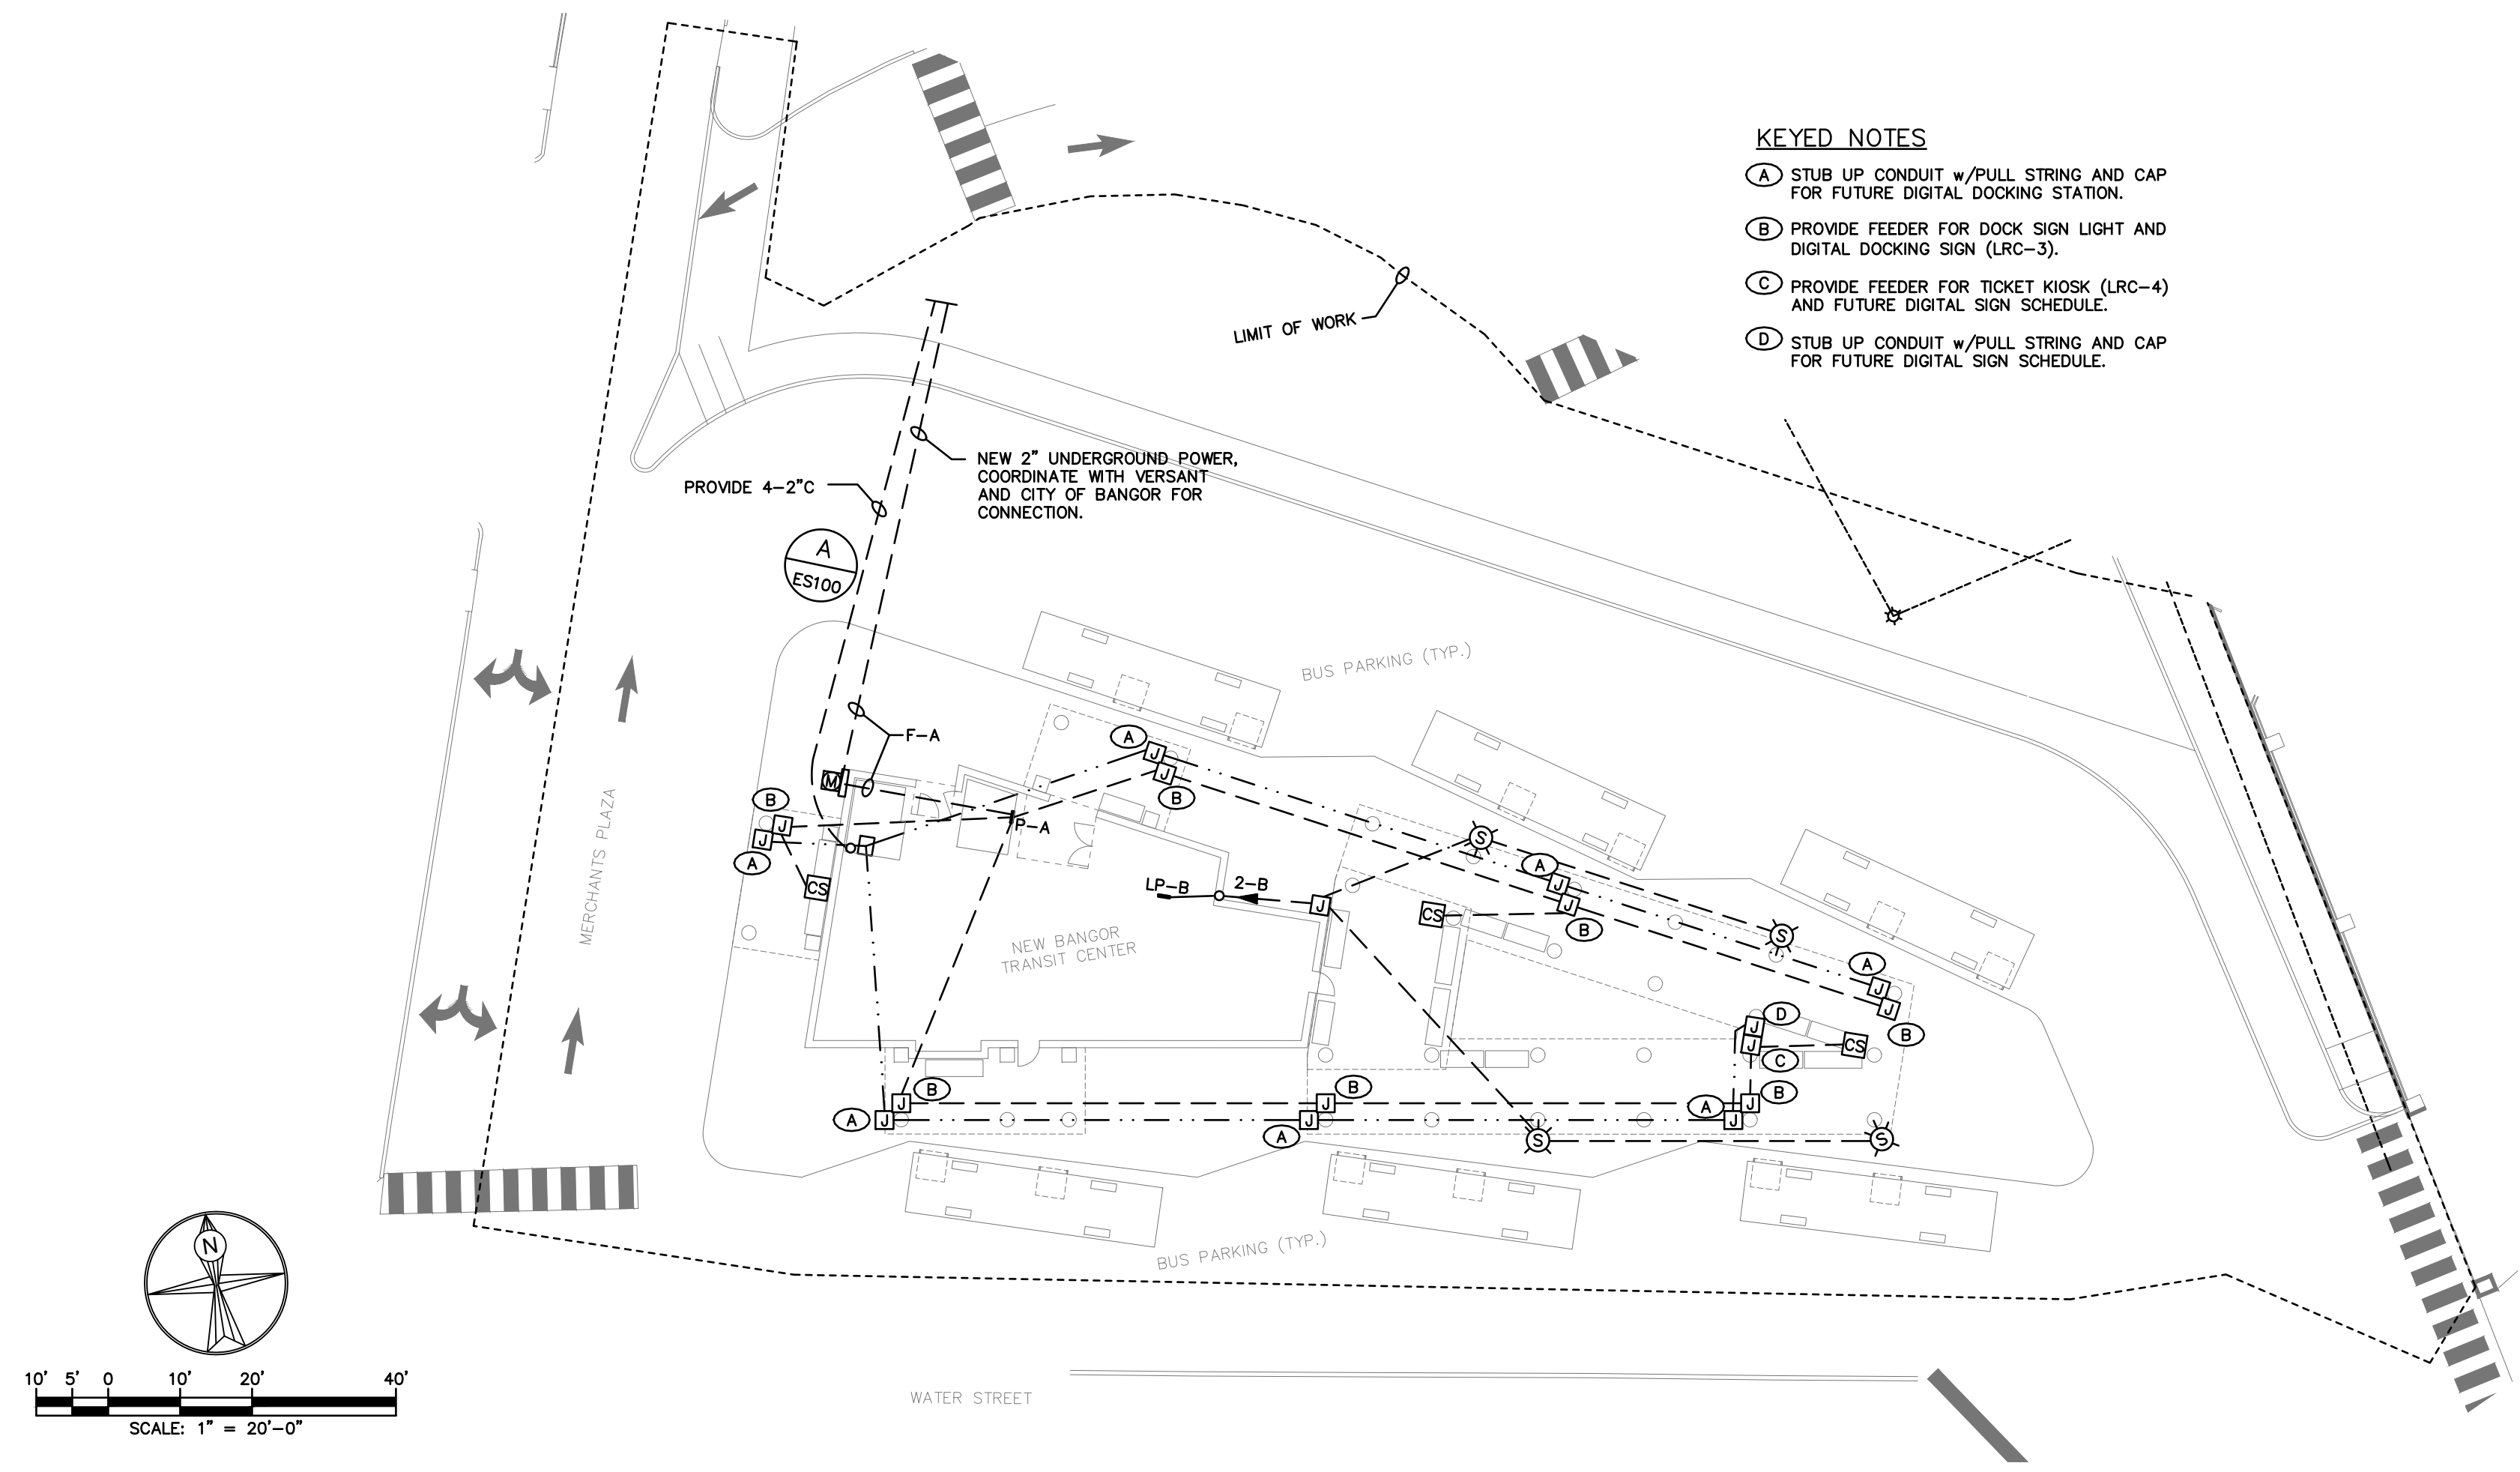 KEYED NOTES
A STUB UP CONDUIT w/PULL STRING AND CAP
FOR FUTURE DIGITAL DOCKING STATION.
B PROVIDE FEEDER FOR DOCK SIGN LIGHT AND
DIGITAL DOCKING SIGN (LRC-3).
C PROVIDE FEEDER FOR TICKET KIOSK (LRC-4)
AND FUTURE DIGITAL SIGN SCHEDULE.
D STUB UP CONDUIT w/PULL STRING AND CAP
FOR FUTURE DIGITAL SIGN SCHEDULE.
LIMIT OF WORK
NEW 2" UNDERGROUND POWER,
COORDINATE WITH VERSANT
AND CITY OF BANGOR FOR
CONNECTION.
PROVIDE 4-2"C
A
ES100
BUS PARKING (TYP.)
F-A
A
J
J
B
M
B
J
J
A
P-A
CS
MERCHANTS PLAZA
S
A
J
J
B
CS
LP-B
2-B
J
S
NEW BANGOR
TRANSIT CENTER
A
J
J
B
D
J
J
CS
C
B
J
A
J
B
J
J
A
B
J
A
J
S
S
BUS PARKING (TYP.)
N
10' 5' 0 10' 20' 40'
SCALE: 1" = 20'-0"
WATER STREET